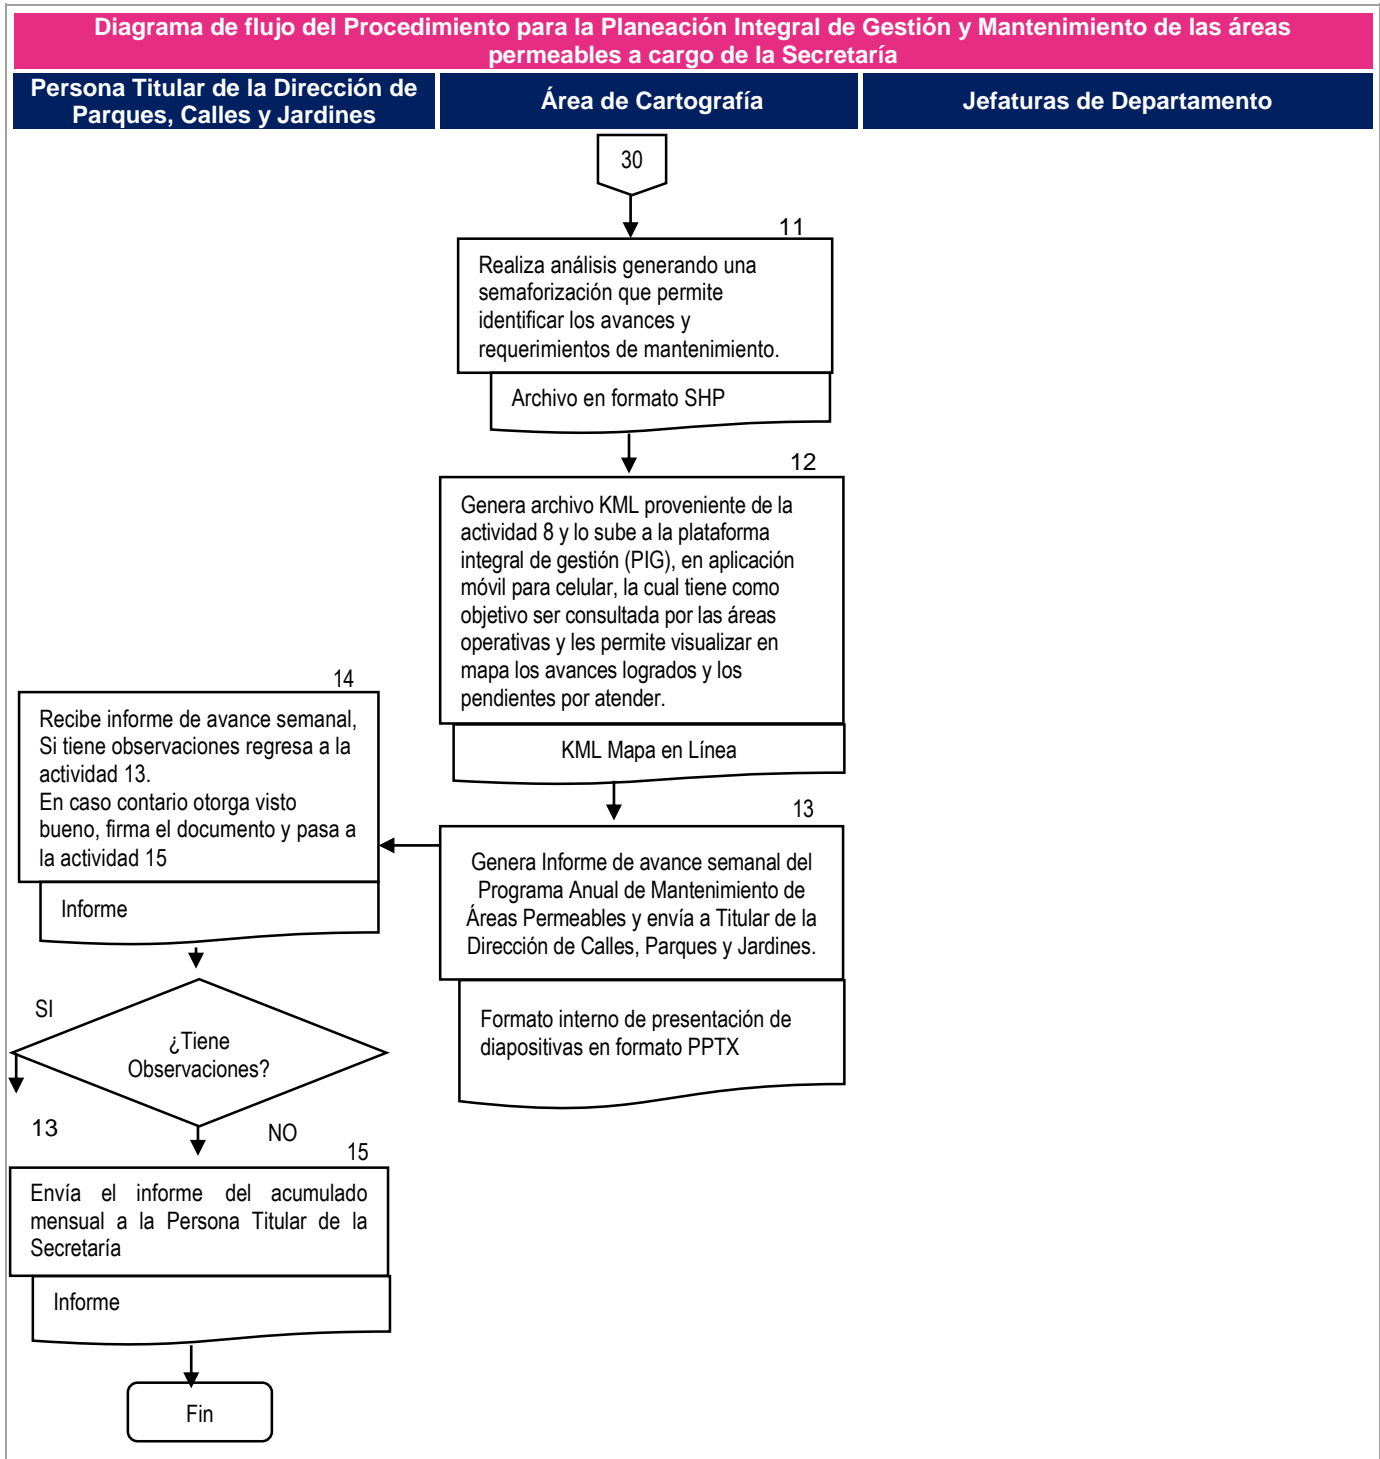 Diagrama de flujo del Procedimiento para la Planeación Integral de Gestión y Mantenimiento de las áreas
permeables a cargo de la Secretaría
Persona Titular de la Dirección de
Parques, Calles y Jardines
Área de Cartografía
Jefaturas de Departamento
30
11
Realiza análisis generando una
semaforización que permite
identificar los avances y
requerimientos de mantenimiento.
Archivo en formato SHP
12
Genera archivo KML proveniente de la
actividad 8 y lo sube a la plataforma
integral de gestión (PIG), en aplicación
móvil para celular, la cual tiene como
objetivo ser consultada por las áreas
operativas y les permite visualizar en
mapa los avances logrados y los
pendientes por atender.
KML Mapa en Línea
13
Genera Informe de avance semanal del
Programa Anual de Mantenimiento de
Áreas Permeables y envía a Titular de la
Dirección de Calles, Parques y Jardines.
Formato interno de presentación de
diapositivas en formato PPTX
14
Recibe informe de avance semanal,
Si tiene observaciones regresa a la
actividad 13.
En caso contario otorga visto
bueno, firma el documento y pasa a
la actividad 15
Informe
SI
¿Tiene
Observaciones?
13
NO
15
Envía el informe del acumulado
mensual a la Persona Titular de la
Secretaría
Informe
Fin